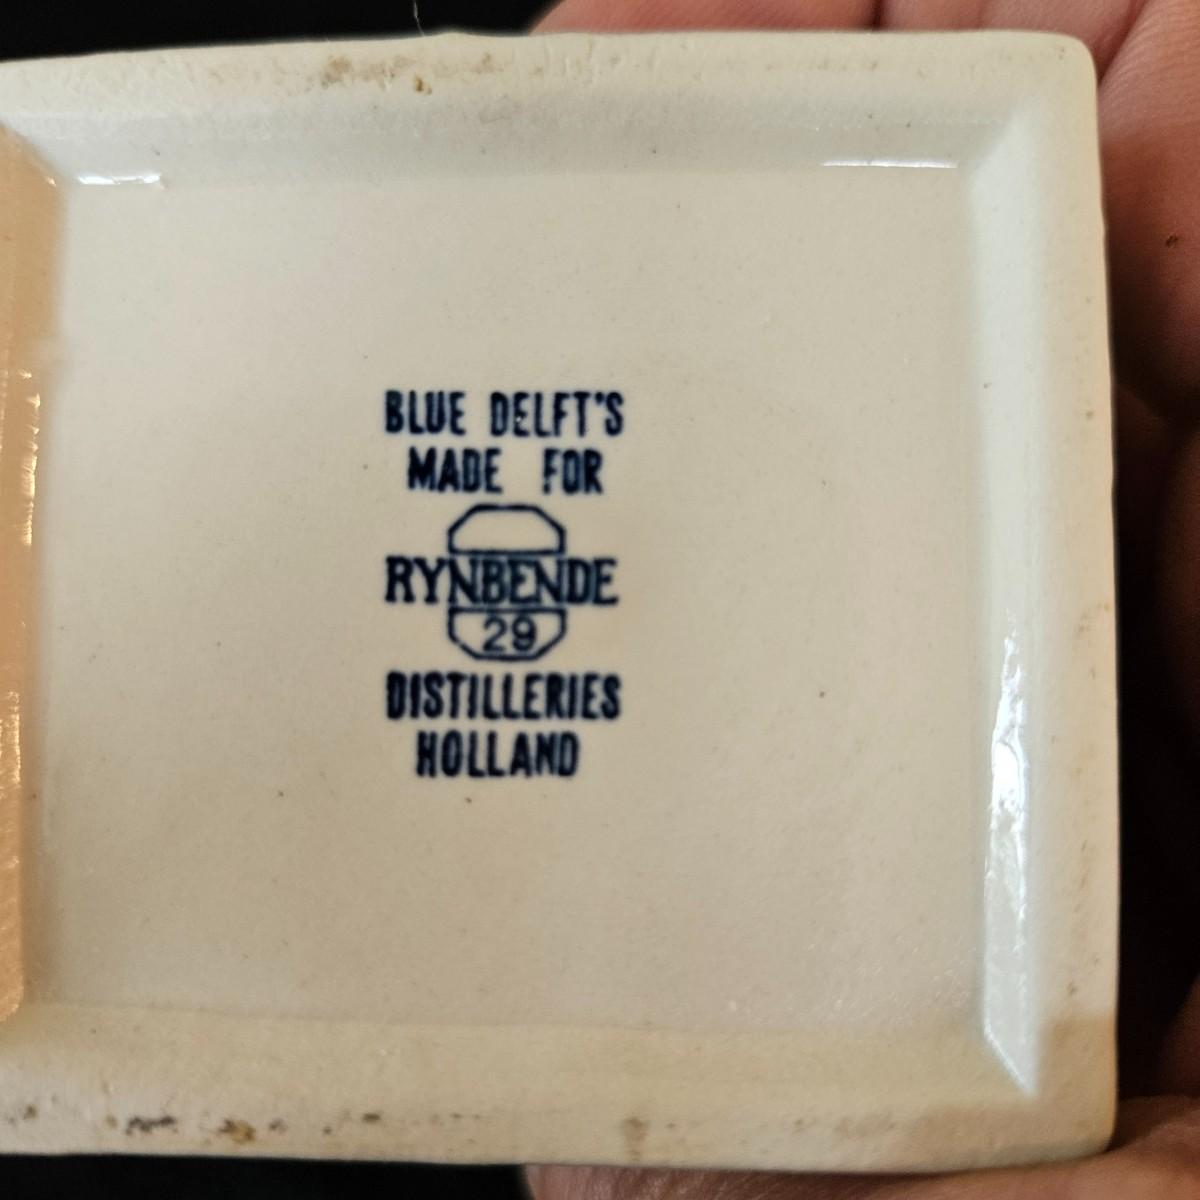 BLUE DELFT'S
MADE FOR
RYNBENDE
29
DISTILLERIES
HOLLAND